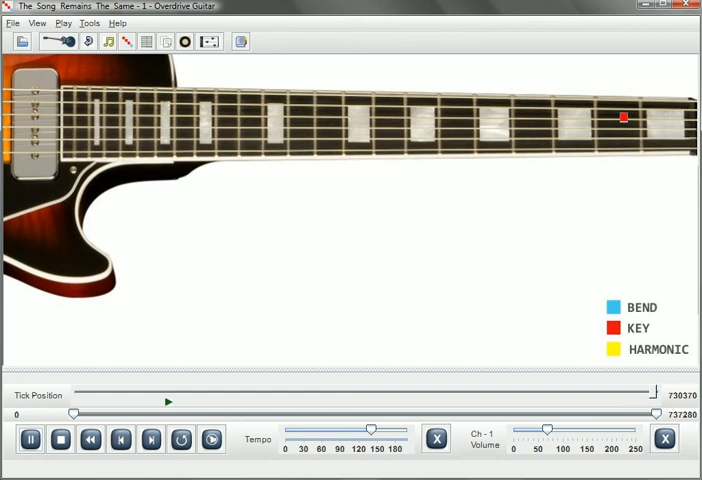 The Song Remains The Same - 1 - Overdrive Guitar
File View Play Tools Help
BEND
KEY
HARMONIC
Tick Position 730370
0 737280
Tempo 0 30 60 90 120 150 180
Ch - 1 Volume 0 50 100 150 200 250
X X